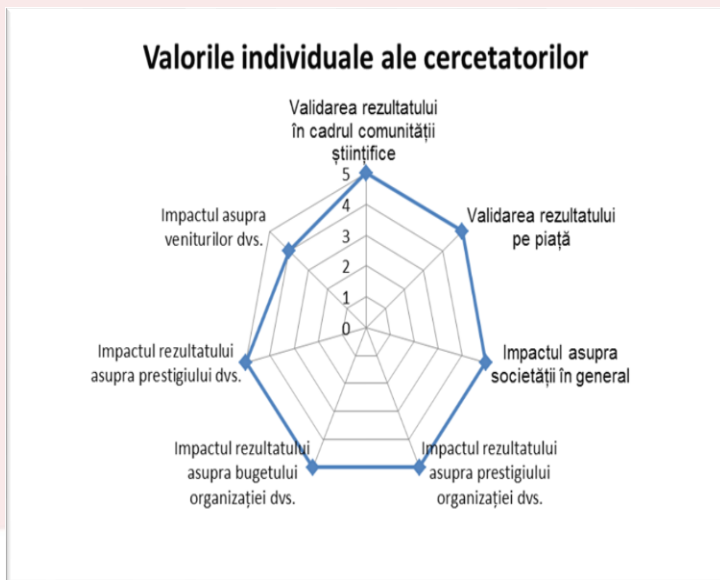 Valorile individuale ale cercetatorilor
Validarea rezultatului
în cadrul comunității
științifice
5
4
3
2
1
0
Validarea rezultatului
pe piață
Impactul asupra
societății în general
Impactul rezultatului
asupra prestigiului
organizației dvs.
Impactul rezultatului
asupra bugetului
organizației dvs.
Impactul rezultatului
asupra prestigiului dvs.
Impactul asupra
veniturilor dvs.